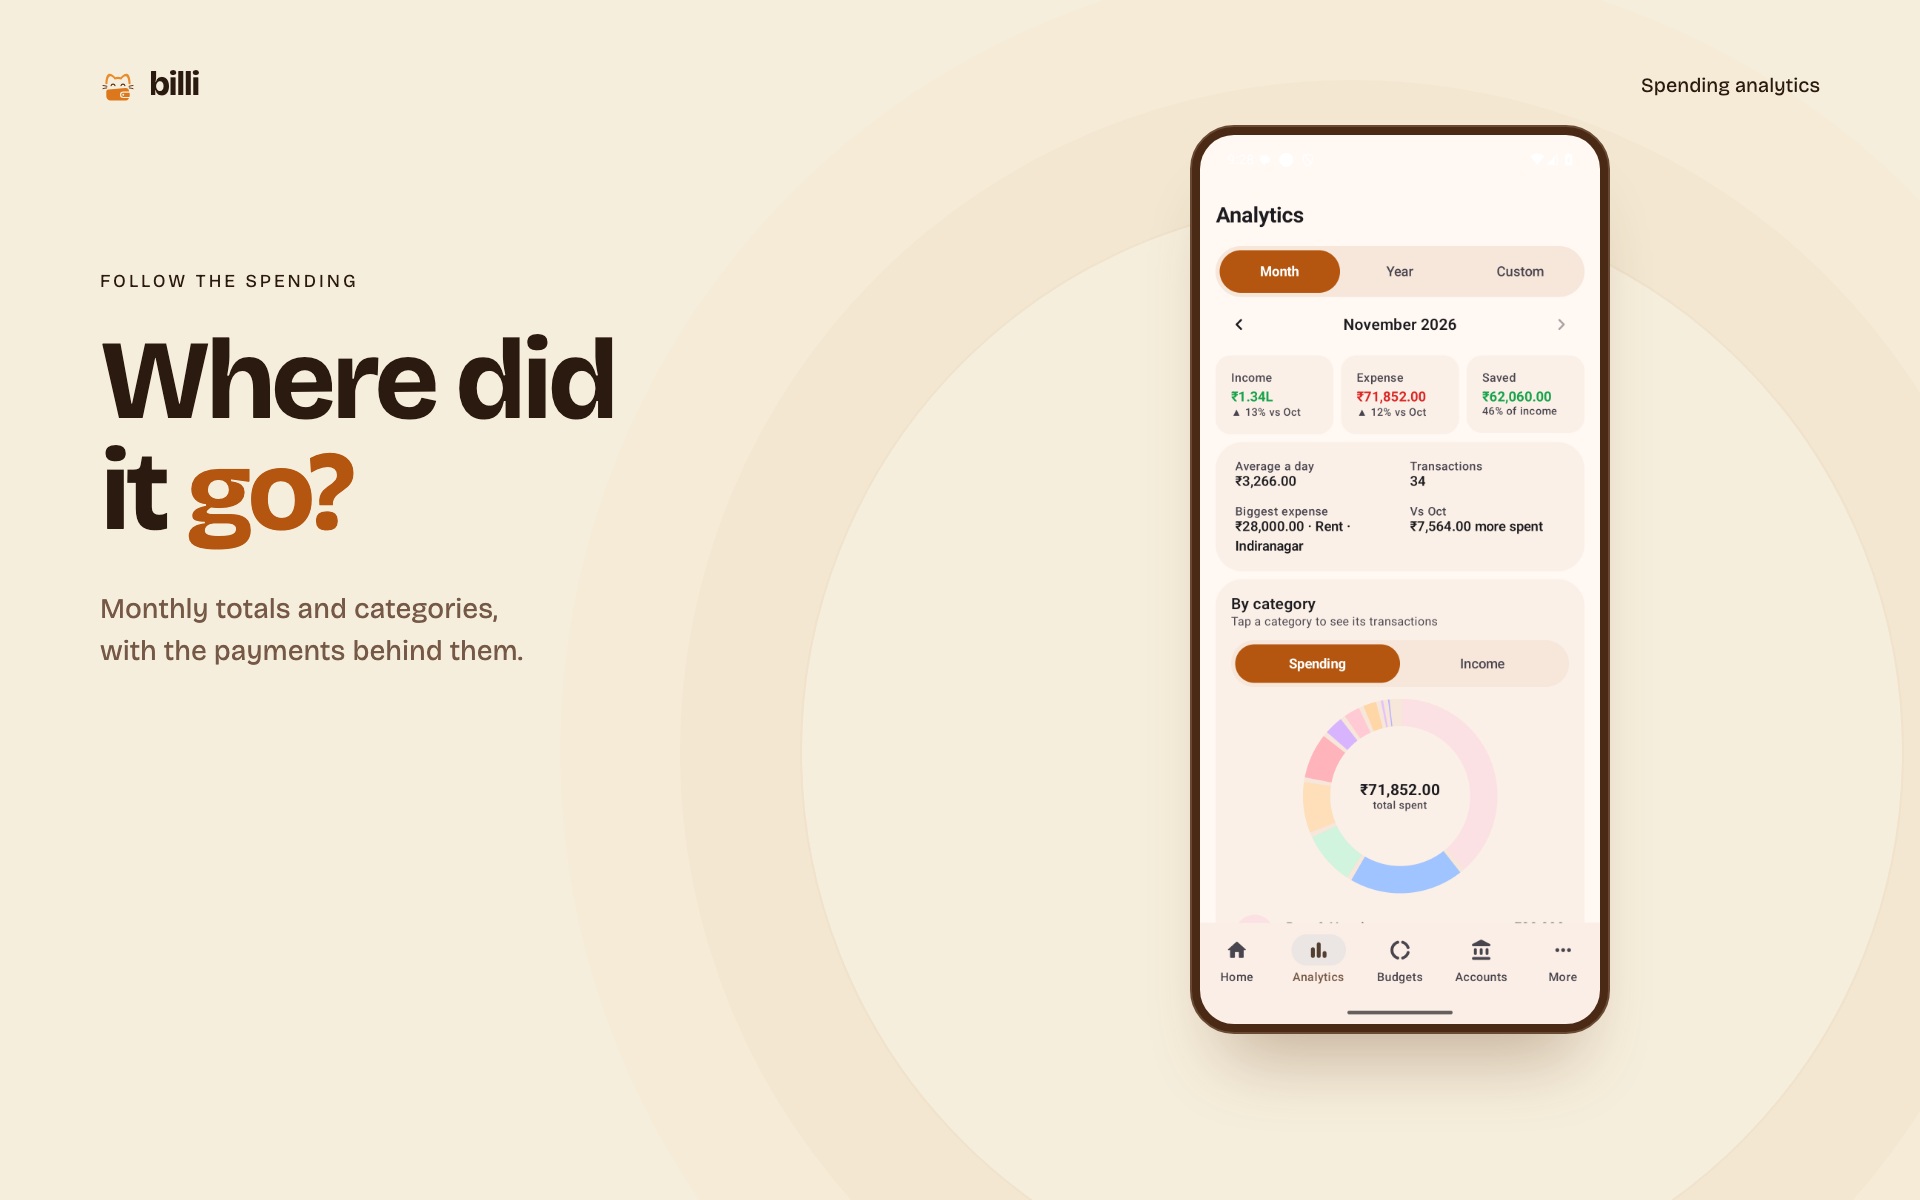 billi
Spending analytics
FOLLOW THE SPENDING
Where did
it go?
Monthly totals and categories,
with the payments behind them.
Analytics
Month
Year
Custom
November 2026
Income
₹1.34L
▲ 13% vs Oct
Expense
₹71,852.00
▲ 12% vs Oct
Saved
₹62,060.00
46% of income
Average a day
₹3,266.00
Transactions
34
Biggest expense
₹28,000.00 · Rent ·
Indiranagar
Vs Oct
₹7,564.00 more spent
By category
Tap a category to see its transactions
Spending
Income
₹71,852.00
total spent
Home
Analytics
Budgets
Accounts
More